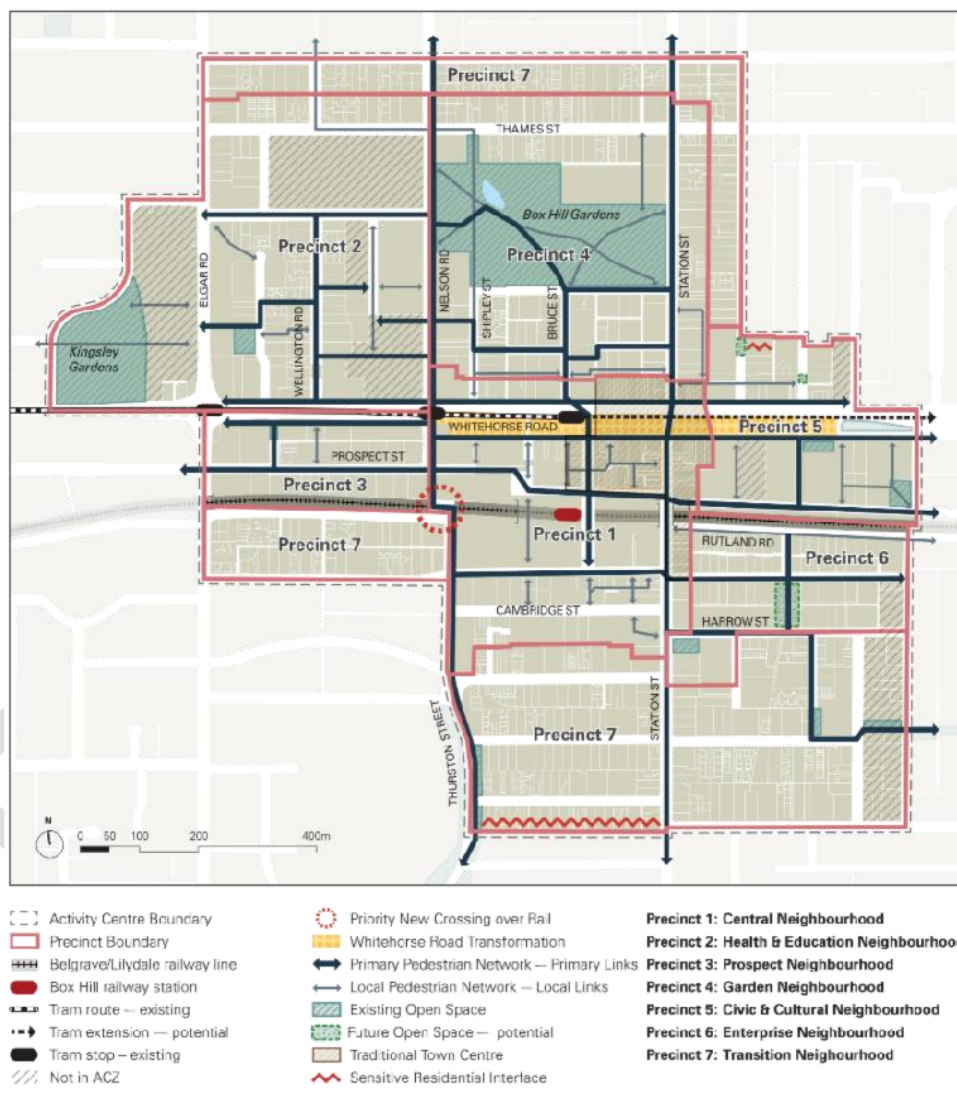 Precinct 7
THAMES ST
Box Hill Gardens
Precinct 2
Precinct 4
ELGAR RD
NELSON RD
SHIPLEY ST
BRUCE ST
STATION ST
WELLINGTON RD
Kingsley
Gardens
WHITEHORSE ROAD
Precinct 5
PROSPECT ST
Precinct 3
Precinct 7
Precinct 1
RUTLAND RD
Precinct 6
CAMBRIDGE ST
HARROW ST
THURSTON STREET
STATION ST
Precinct 7
N
0 50 100 200 400m
Activity Centre Boundary
Precinct Boundary
Belgrave/Lilydale railway line
Box Hill railway station
Tram route — existing
Tram extension — potential
Tram stop – existing
Not in ACZ
Priority New Crossing over Rail
Whitehorse Road Transformation
Primary Pedestrian Network — Primary Links
Local Pedestrian Network — Local Links
Existing Open Space
Future Open Space — potential
Traditional Town Centre
Sensitive Residential Interface
Precinct 1: Central Neighbourhood
Precinct 2: Health & Education Neighbourhoo
Precinct 3: Prospect Neighbourhood
Precinct 4: Garden Neighbourhood
Precinct 5: Civic & Cultural Neighbourhood
Precinct 6: Enterprise Neighbourhood
Precinct 7: Transition Neighbourhood